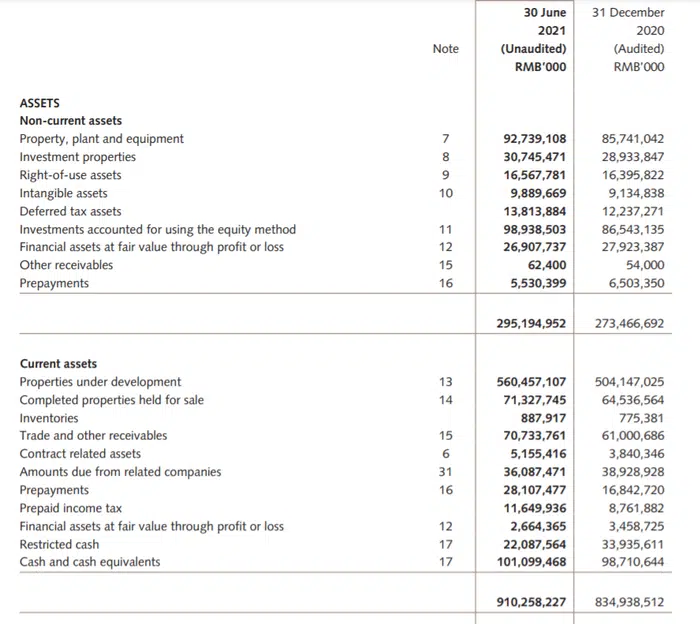 30 June 31 December
2021 2020
Note (Unaudited) (Audited)
RMB'000 RMB'000
ASSETS
Non-current assets
Property, plant and equipment 7 92,739,108 85,741,042
Investment properties 8 30,745,471 28,933,847
Right-of-use assets 9 16,567,781 16,395,822
Intangible assets 10 9,889,669 9,134,838
Deferred tax assets 13,813,884 12,237,271
Investments accounted for using the equity method 11 98,938,503 86,543,135
Financial assets at fair value through profit or loss 12 26,907,737 27,923,387
Other receivables 15 62,400 54,000
Prepayments 16 5,530,399 6,503,350
295,194,952 273,466,692
Current assets
Properties under development 13 560,457,107 504,147,025
Completed properties held for sale 14 71,327,745 64,536,564
Inventories 887,917 775,381
Trade and other receivables 15 70,733,761 61,000,686
Contract related assets 6 5,155,416 3,840,346
Amounts due from related companies 31 36,087,471 38,928,928
Prepayments 16 28,107,477 16,842,720
Prepaid income tax 11,649,936 8,761,882
Financial assets at fair value through profit or loss 12 2,664,365 3,458,725
Restricted cash 17 22,087,564 33,935,611
Cash and cash equivalents 17 101,099,468 98,710,644
910,258,227 834,938,512